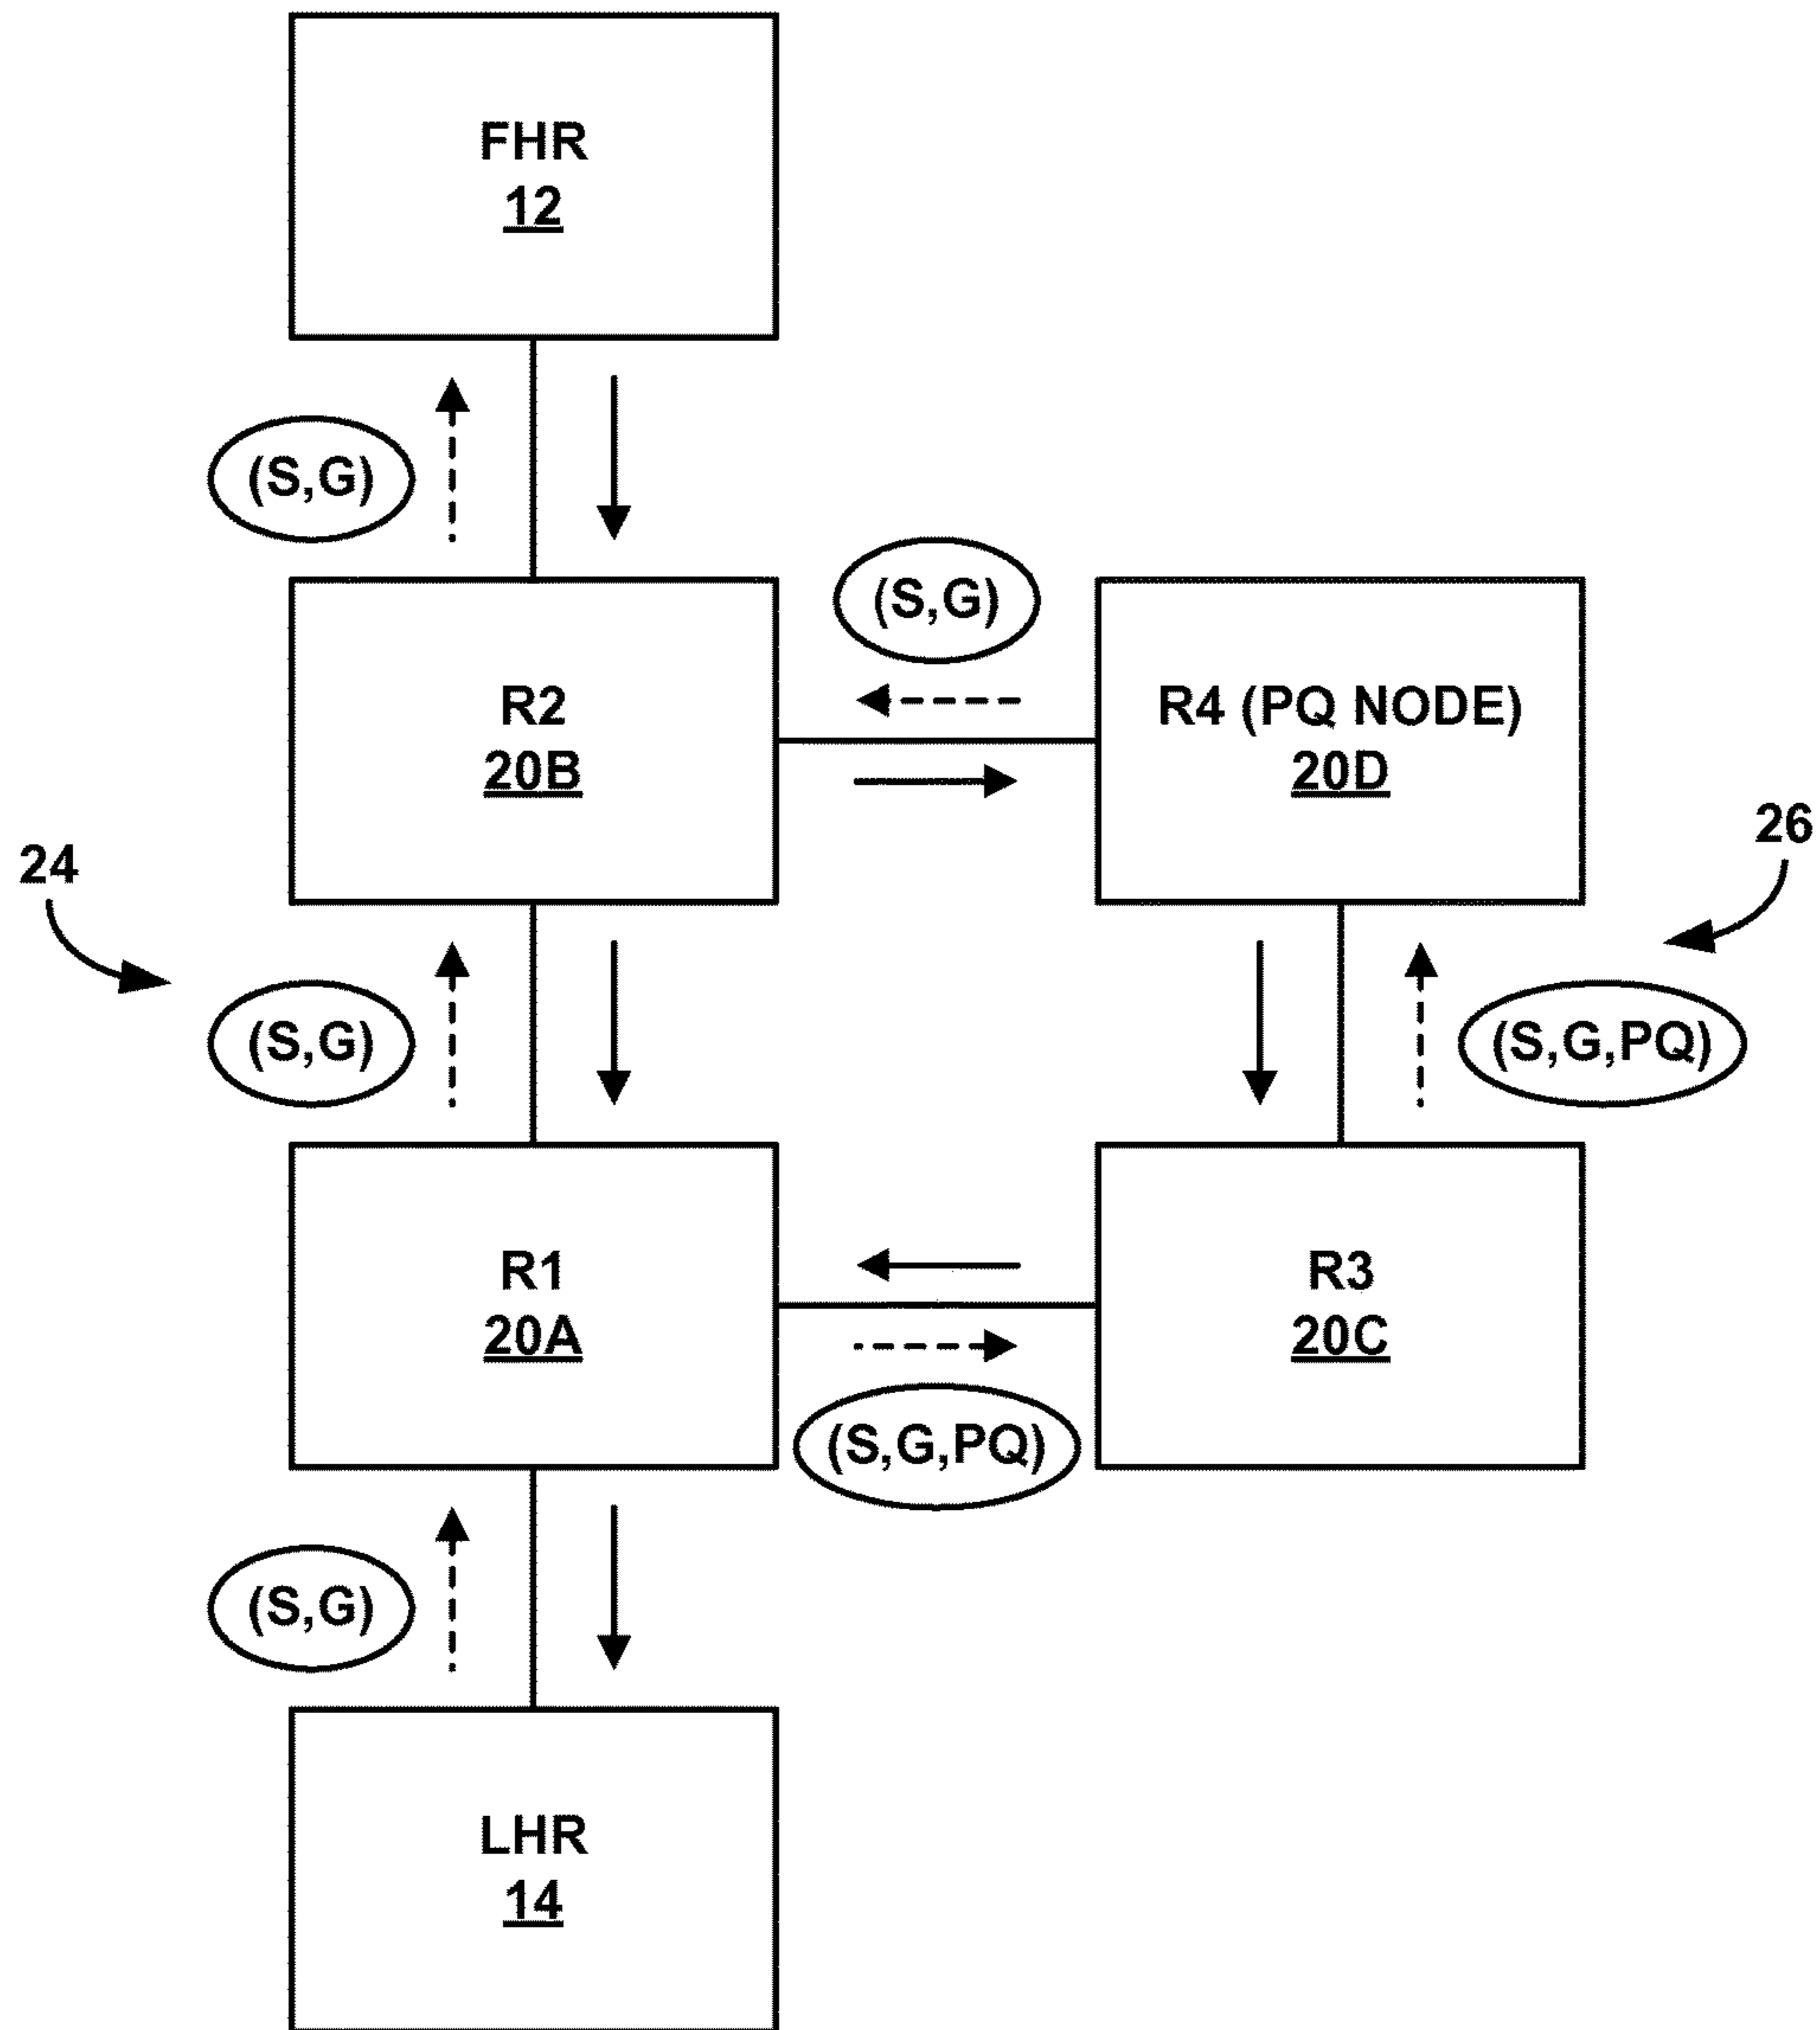 FHR
12
(S,G)
(S,G)
R2
20B
R4 (PQ NODE)
20D
24
26
(S,G)
(S,G,PQ)
R1
20A
R3
20C
(S,G,PQ)
(S,G)
LHR
14